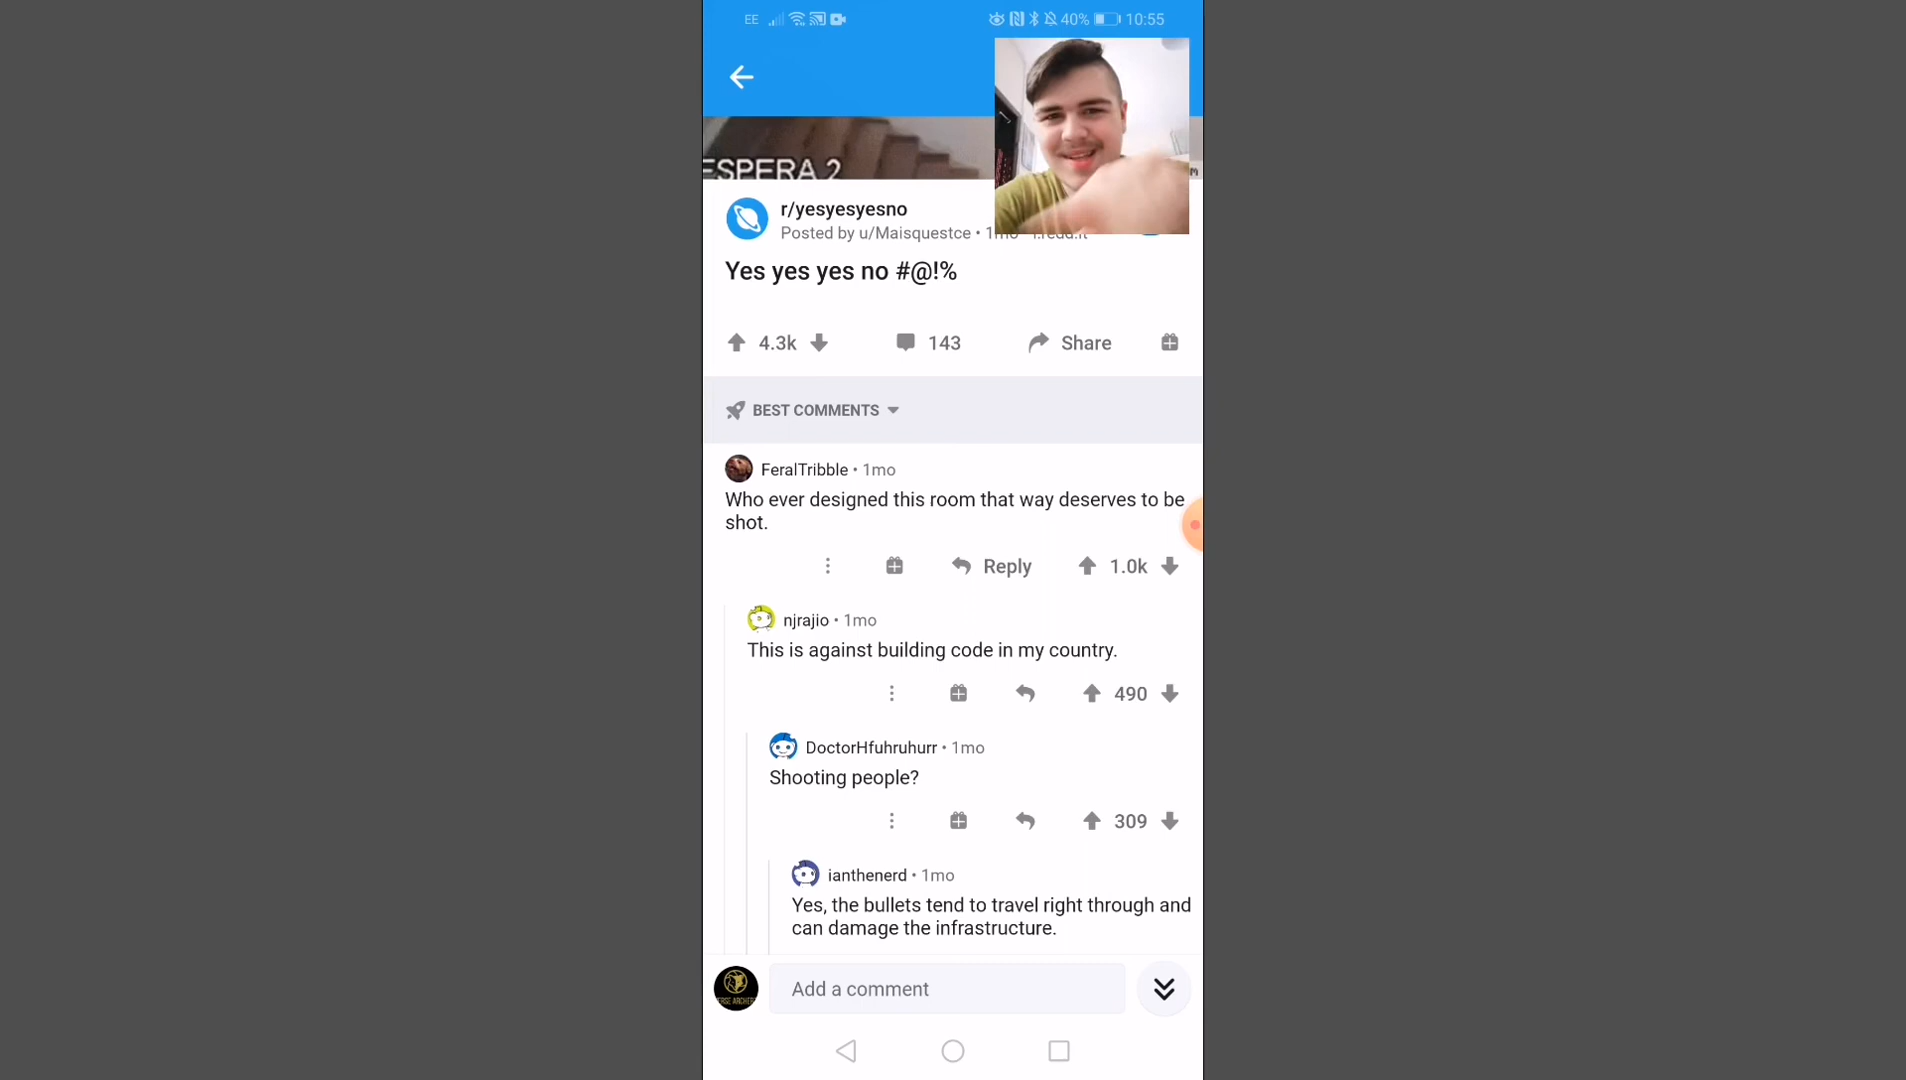 EE 40% 10:55
ESPERA 2
r/yesyesyesno
Posted by u/Maisquestce • 1mo
Yes yes yes no #@!%
4.3k 143 Share
BEST COMMENTS
FeralTribble • 1mo
Who ever designed this room that way deserves to be
shot.
Reply 1.0k
njrajio • 1mo
This is against building code in my country.
490
DoctorHfuhruhurr • 1mo
Shooting people?
309
ianthenerd • 1mo
Yes, the bullets tend to travel right through and
can damage the infrastructure.
Add a comment